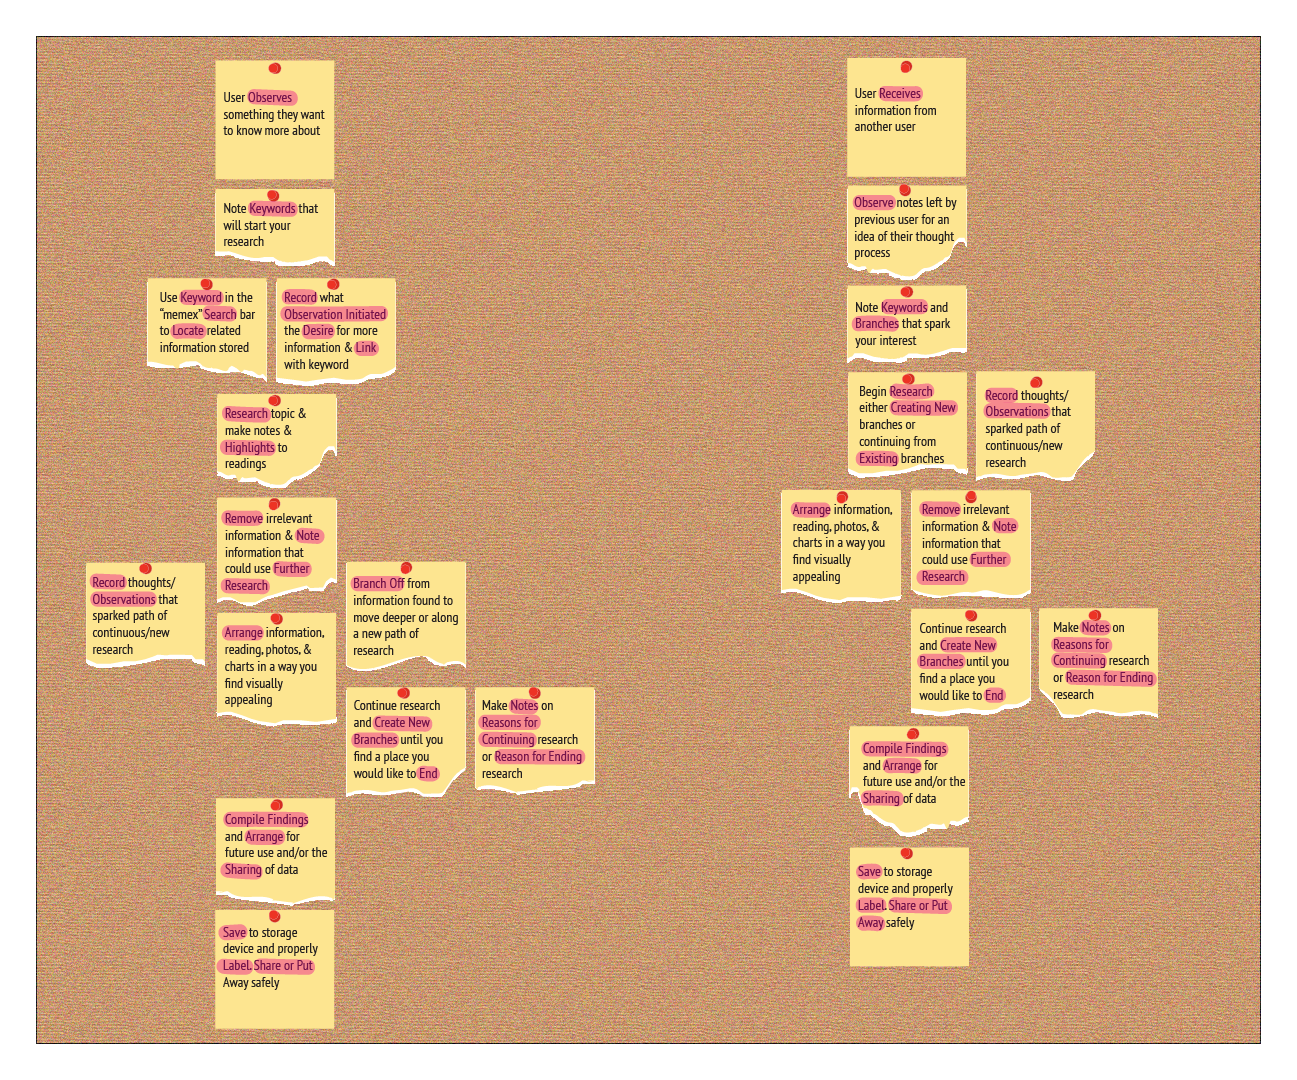 User Observes
something they want
to know more about
Note Keywords that
will start your
research
Use Keyword in the
“memex” Search bar
to Locate related
information stored
Record what
Observation Initiated
the Desire for more
information & Link
with keyword
Research topic &
make notes &
Highlights to
readings
Remove irrelevant
information & Note
information that
could use Further
Research
Record thoughts/
Observations that
sparked path of
continuous/new
research
Branch Off from
information found to
move deeper or along
a new path of
research
Arrange information,
reading, photos, &
charts in a way you
find visually
appealing
Continue research
and Create New
Branches until you
find a place you
would like to End
Make Notes on
Reasons for
Continuing research
or Reason for Ending
research
Compile Findings
and Arrange for
future use and/or the
Sharing of data
Save to storage
device and properly
Label. Share or Put
Away safely
User Receives
information from
another user
Observe notes left by
previous user for an
idea of their thought
process
Note Keywords and
Branches that spark
your interest
Begin Research
either Creating New
branches or
continuing from
Existing branches
Record thoughts/
Observations that
sparked path of
continuous/new
research
Arrange information,
reading, photos, &
charts in a way you
find visually
appealing
Remove irrelevant
information & Note
information that
could use Further
Research
Continue research
and Create New
Branches until you
find a place you
would like to End
Make Notes on
Reasons for
Continuing research
or Reason for Ending
research
Compile Findings
and Arrange for
future use and/or the
Sharing of data
Save to storage
device and properly
Label. Share or Put
Away safely